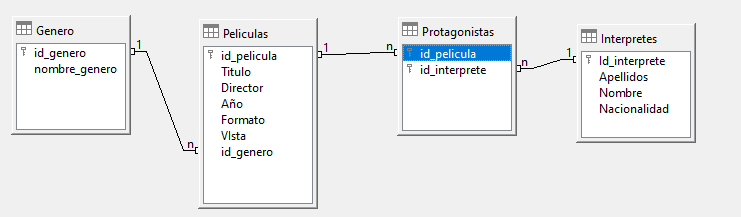 Genero
id_genero
nombre_genero
1
n
Peliculas
id_pelicula
Titulo
Director
Año
Formato
VIsta
id_genero
1
n
Protagonistas
id_pelicula
id_interprete
n
1
Interpretes
Id_interprete
Apellidos
Nombre
Nacionalidad